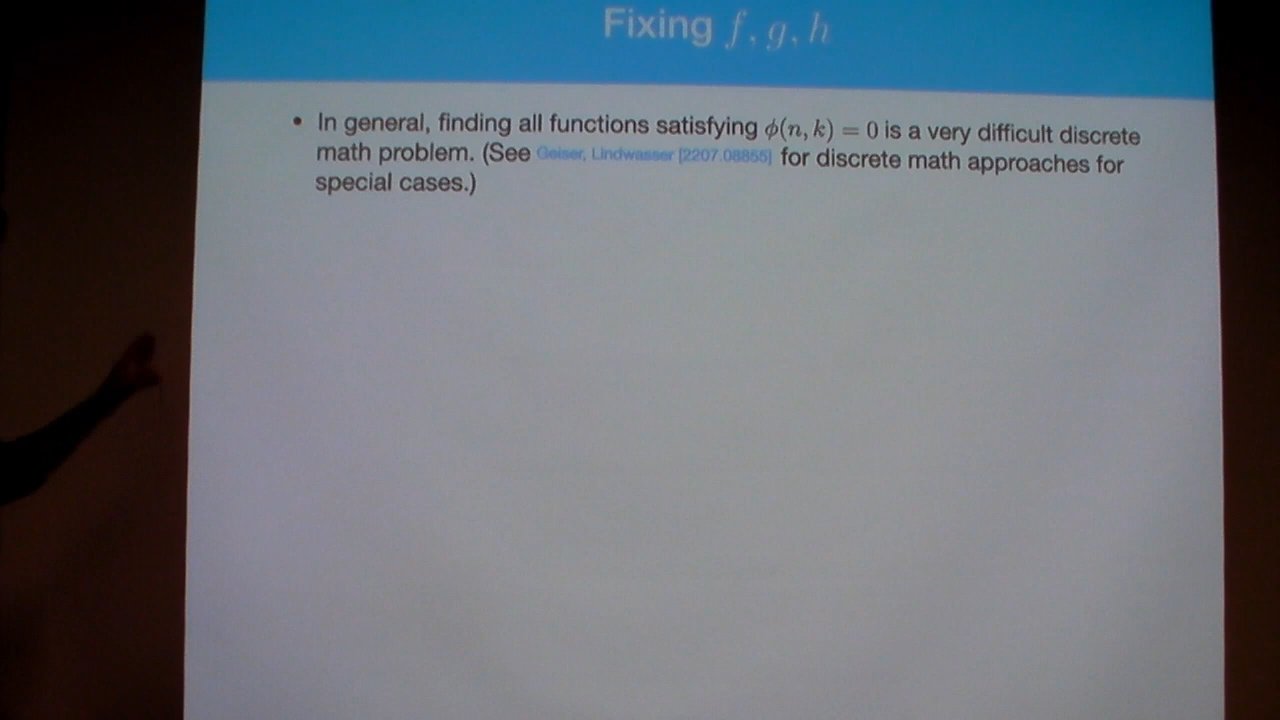 Fixing f, g, h
• In general, finding all functions satisfying ϕ(n, k) = 0 is a very difficult discrete
math problem. (See Geiser, Lindwasser [2207.08855] for discrete math approaches for
special cases.)